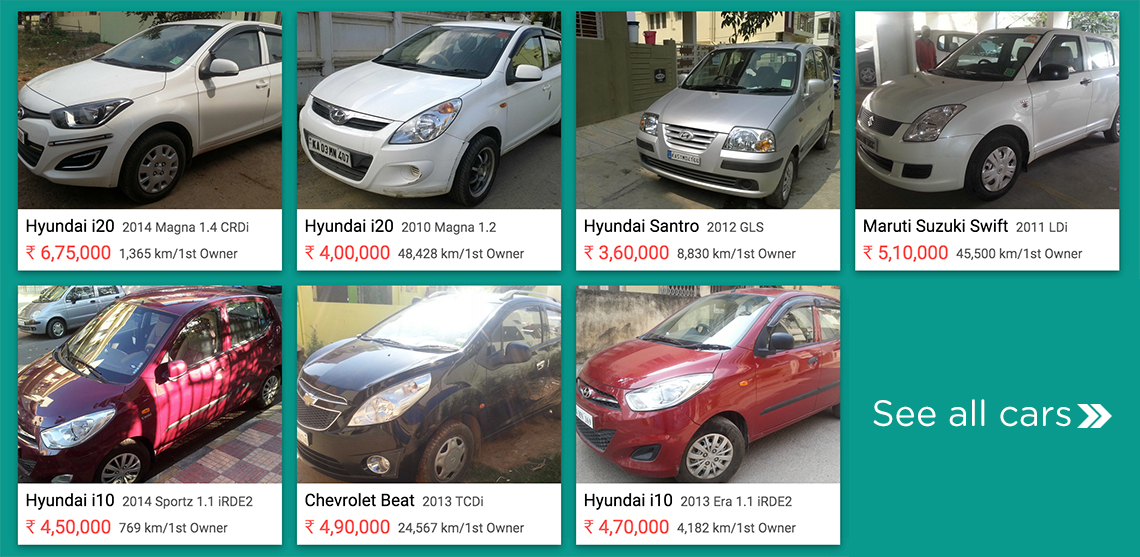 KA 03 MN 407
Hyundai i20 2014 Magna 1.4 CRDi
₹ 6,75,000 1,365 km/1st Owner
Hyundai i20 2010 Magna 1.2
₹ 4,00,000 48,428 km/1st Owner
Hyundai Santro 2012 GLS
₹ 3,60,000 8,830 km/1st Owner
Maruti Suzuki Swift 2011 LDi
₹ 5,10,000 45,500 km/1st Owner
Hyundai i10 2014 Sportz 1.1 iRDE2
₹ 4,50,000 769 km/1st Owner
Chevrolet Beat 2013 TCDi
₹ 4,90,000 24,567 km/1st Owner
Hyundai i10 2013 Era 1.1 iRDE2
₹ 4,70,000 4,182 km/1st Owner
See all cars